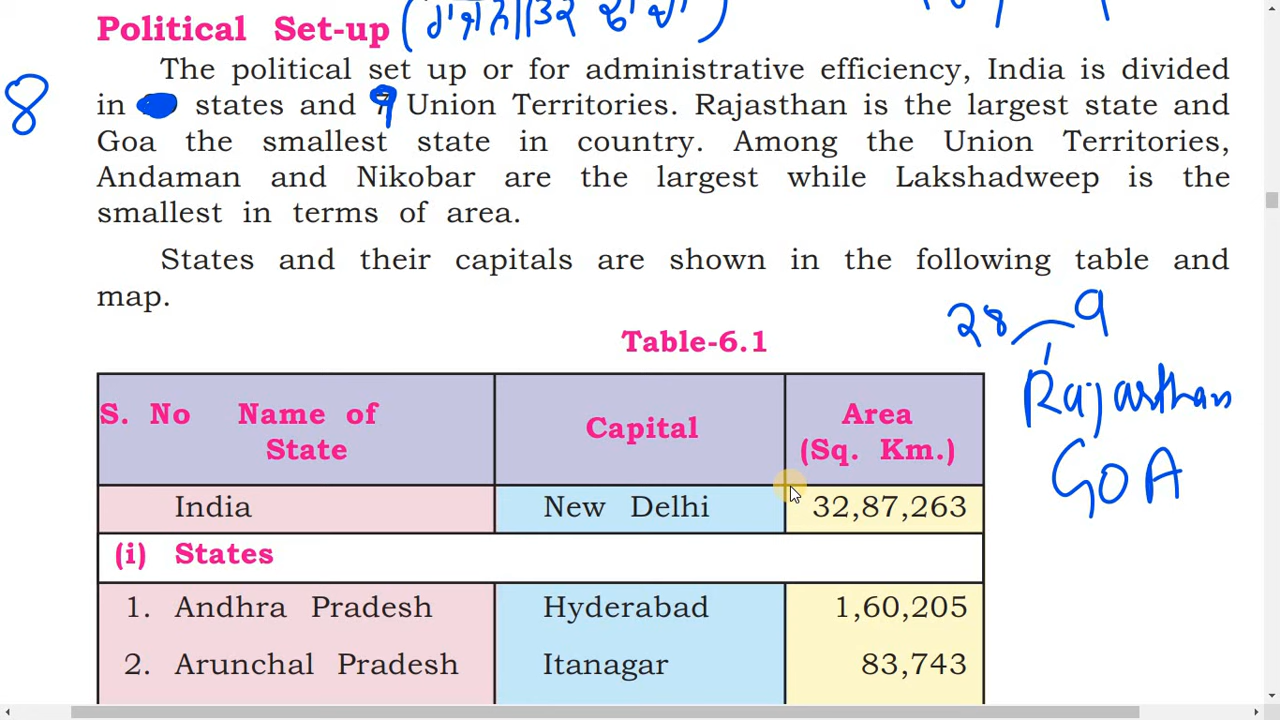 Political Set-up
8
The political set up or for administrative efficiency, India is divided
in states and 9 Union Territories. Rajasthan is the largest state and
Goa the smallest state in country. Among the Union Territories,
Andaman and Nikobar are the largest while Lakshadweep is the
smallest in terms of area.
States and their capitals are shown in the following table and
map.
28 9
Rajasthan
GOA
Table-6.1
S. No Name of State Capital Area (Sq. Km.)
India New Delhi 32,87,263
(i) States
1. Andhra Pradesh Hyderabad 1,60,205
2. Arunchal Pradesh Itanagar 83,743